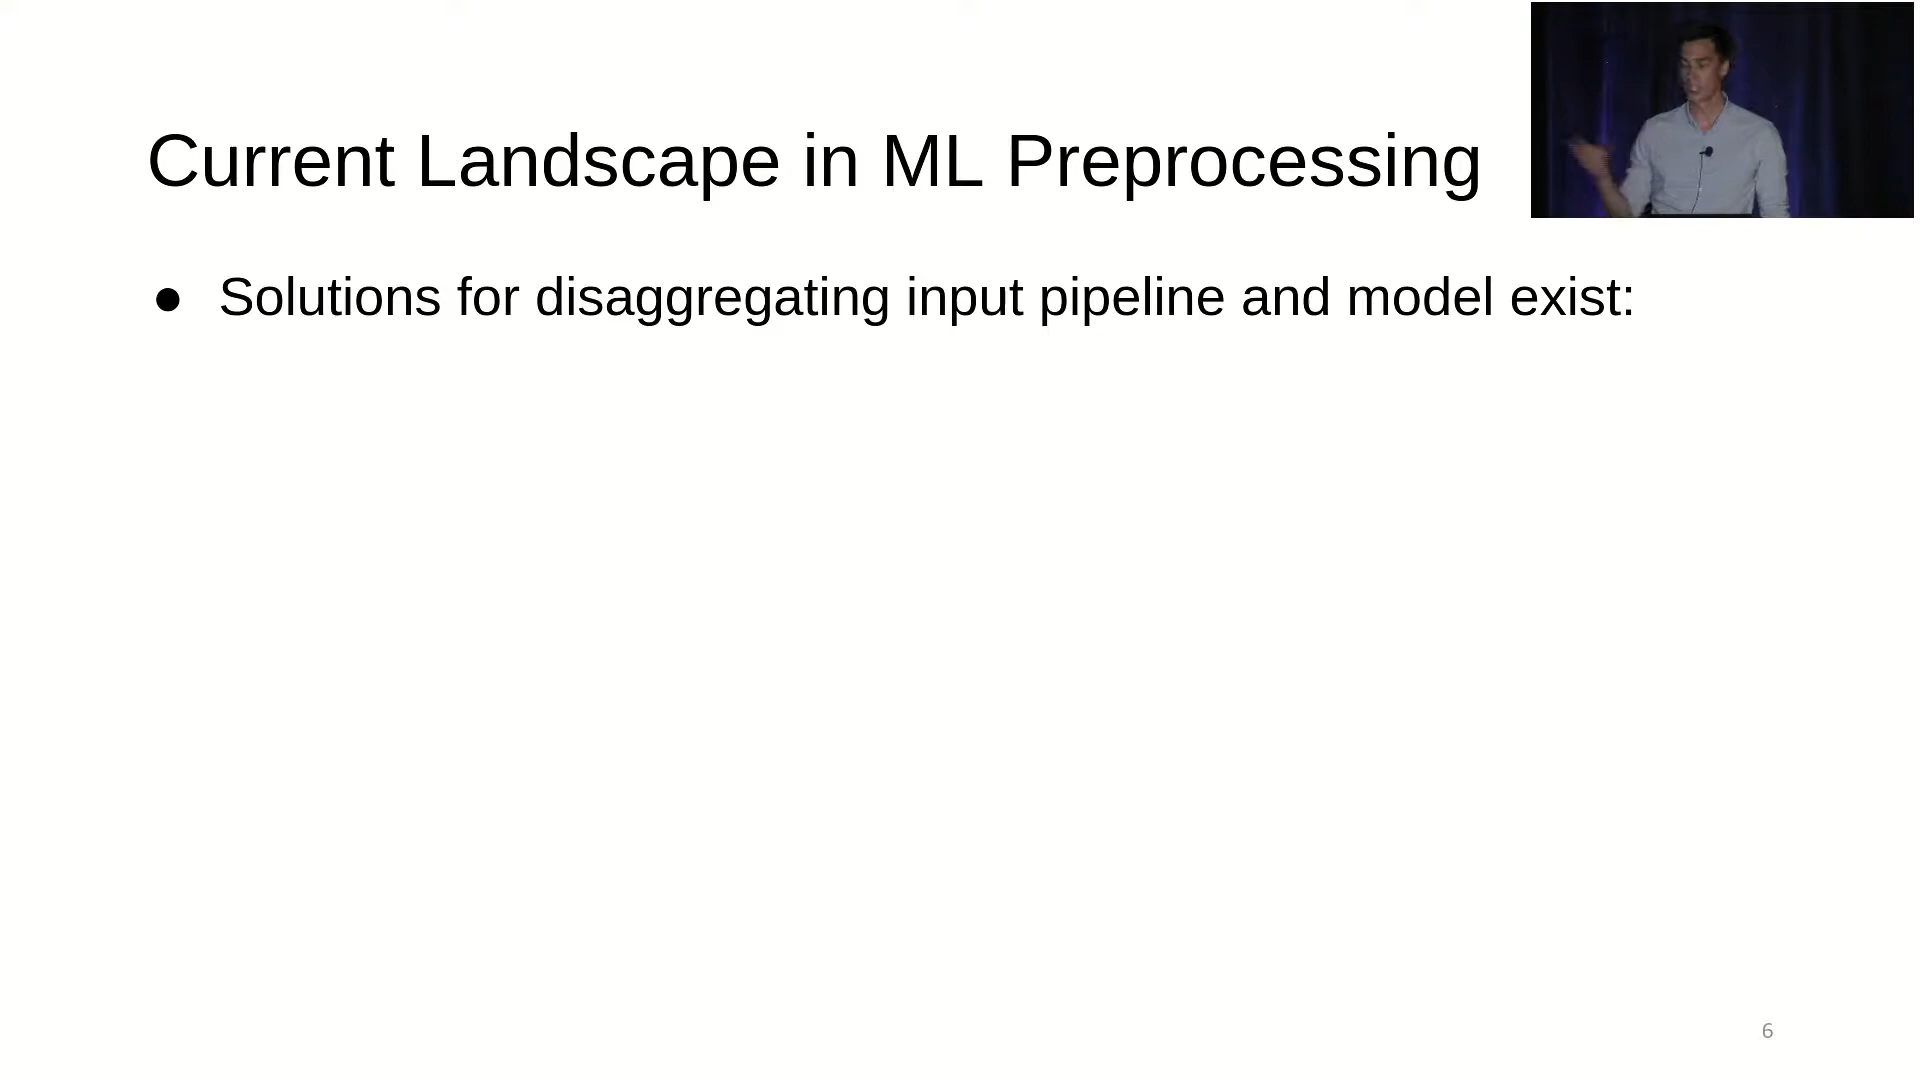 Current Landscape in ML Preprocessing
● Solutions for disaggregating input pipeline and model exist:
6